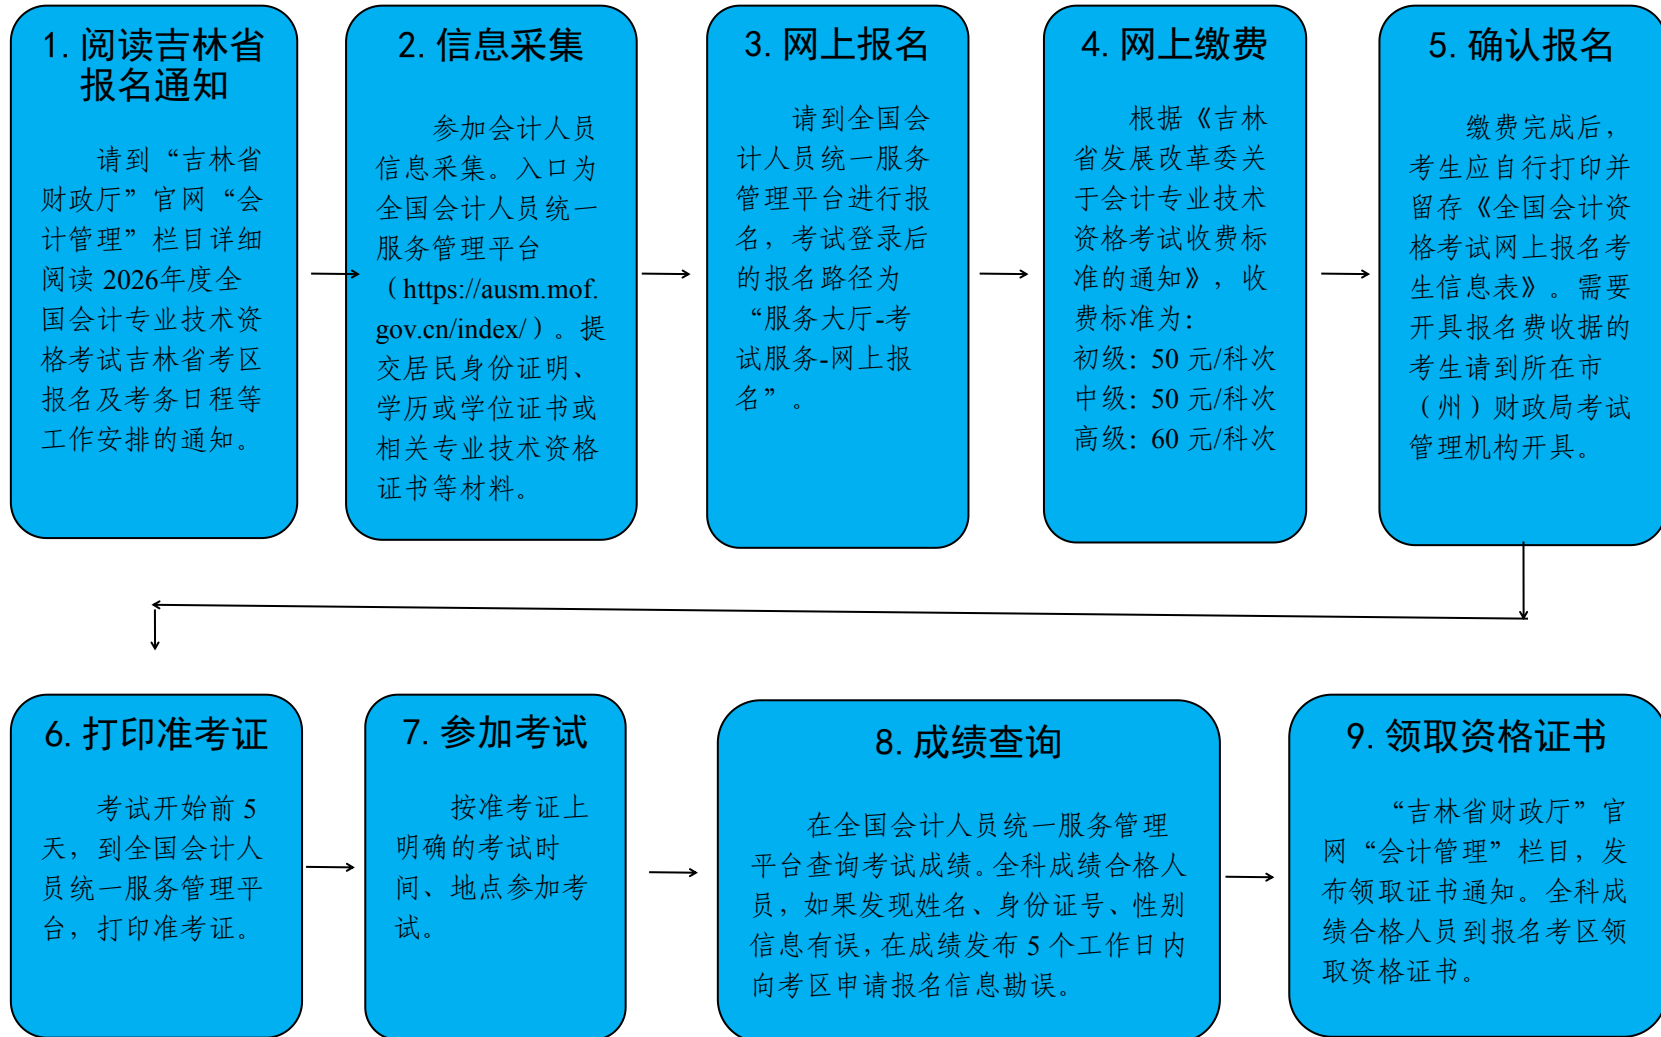 1.阅读吉林省
报名通知
请到“吉林省
财政厅”官网“会
计管理”栏目详细
阅读 2026年度全
国会计专业技术资
格考试吉林省考区
报名及考务日程等
工作安排的通知。
2.信息采集
参加会计人员
信息采集。入口为
全国会计人员统一
服务管理平台
（https://ausm.mof.
gov.cn/index/）。提
交居民身份证明、
学历或学位证书或
相关专业技术资格
证书等材料。
3.网上报名
请到全国会
计人员统一服务
管理平台进行报
名，考试登录后
的报名路径为
“服务大厅-考
试服务-网上报
名”。
4.网上缴费
根据《吉林
省发展改革委关
于会计专业技术
资格考试收费标
准的通知》，收
费标准为：
初级：50 元/科次
中级：50 元/科次
高级：60 元/科次
5.确认报名
缴费完成后，
考生应自行打印并
留存《全国会计资
格考试网上报名考
生信息表》。需要
开具报名费收据的
考生请到所在市
（州）财政局考试
管理机构开具。
6.打印准考证
考试开始前 5
天，到全国会计人
员统一服务管理平
台，打印准考证。
7.参加考试
按准考证上
明确的考试时
间、地点参加考
试。
8.成绩查询
在全国会计人员统一服务管理
平台查询考试成绩。全科成绩合格人
员，如果发现姓名、身份证号、性别
信息有误，在成绩发布 5 个工作日内
向考区申请报名信息勘误。
9.领取资格证书
“吉林省财政厅”官
网“会计管理”栏目，发
布领取证书通知。全科成
绩合格人员到报名考区领
取资格证书。